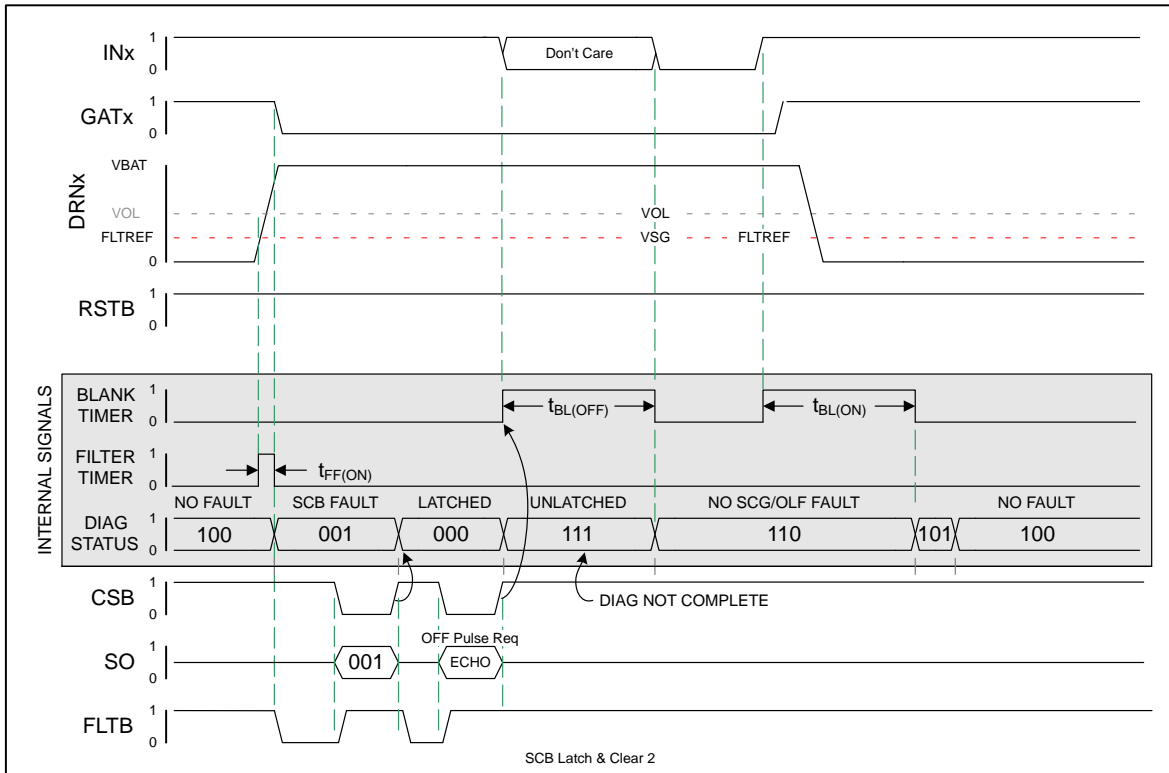 INx
1
0
Don't Care
GATx
1
0
DRNx
VBAT
VOL
VOL
FLTREF
VSG
FLTREF
0
RSTB
1
0
INTERNAL SIGNALS
BLANK TIMER
1
0
tBL(OFF)
tBL(ON)
FILTER TIMER
1
0
tFF(ON)
NO FAULT
SCB FAULT
LATCHED
UNLATCHED
NO SCG/OLF FAULT
NO FAULT
DIAG STATUS
1
0
100
001
000
111
110
101
100
CSB
1
0
DIAG NOT COMPLETE
OFF Pulse Req
SO
1
0
001
ECHO
FLTB
1
0
SCB Latch & Clear 2